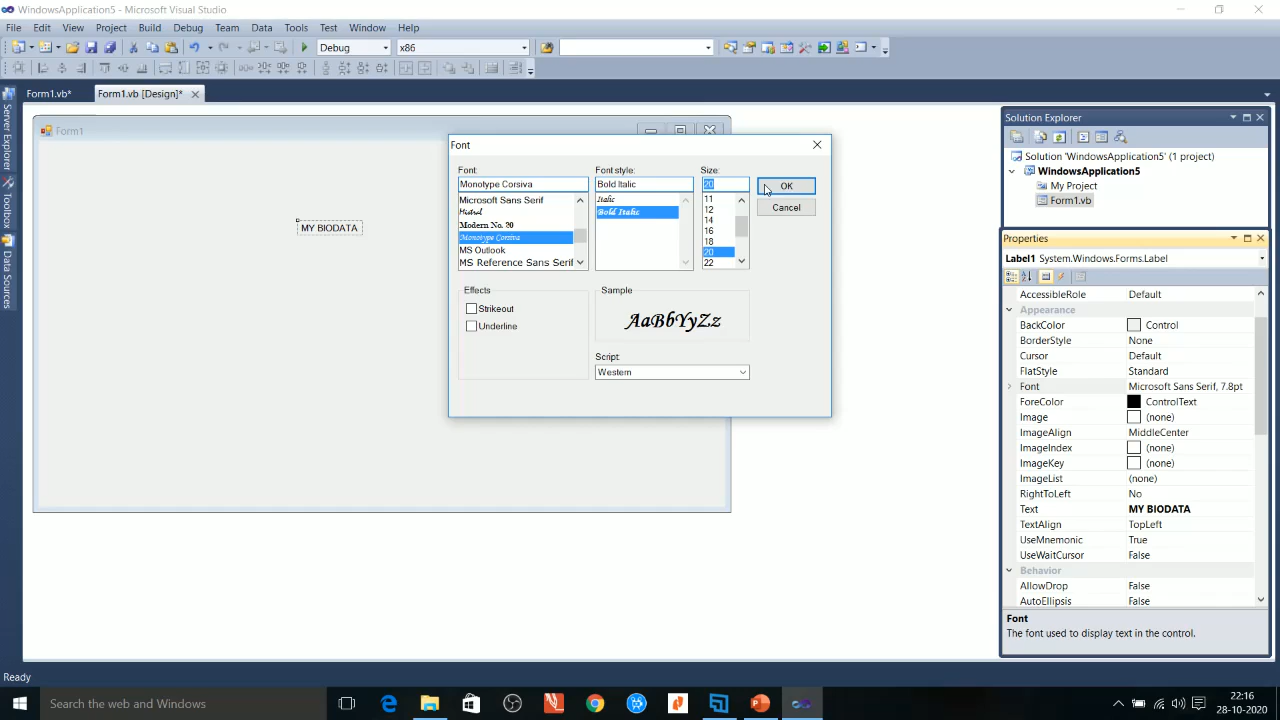 WindowsApplication5 - Microsoft Visual Studio
File Edit View Project Build Debug Team Data Tools Test Window Help
Debug x86
Form1.vb* Form1.vb [Design]*
Server Explorer
Toolbox
Data Sources
Form1
MY BIODATA
Font
Font: Font style: Size:
Monotype Corsiva Bold Italic 20
OK
Cancel
Microsoft Sans Serif
Mistral
Modern No. 20
Monotype Corsiva
MS Outlook
MS Reference Sans Serif
Italic
Bold Italic
11
12
14
16
18
20
22
Effects
Strikeout
Underline
Sample
AaBbYyZz
Script:
Western
Solution Explorer
Solution 'WindowsApplication5' (1 project)
WindowsApplication5
My Project
Form1.vb
Properties
Label1 System.Windows.Forms.Label
AccessibleRole Default
Appearance
BackColor Control
BorderStyle None
Cursor Default
FlatStyle Standard
Font Microsoft Sans Serif, 7.8pt
ForeColor ControlText
Image (none)
ImageAlign MiddleCenter
ImageIndex (none)
ImageKey (none)
ImageList (none)
RightToLeft No
Text MY BIODATA
TextAlign TopLeft
UseMnemonic True
UseWaitCursor False
Behavior
AllowDrop False
AutoEllipsis False
Font
The font used to display text in the control.
Ready
Search the web and Windows
22:16
28-10-2020